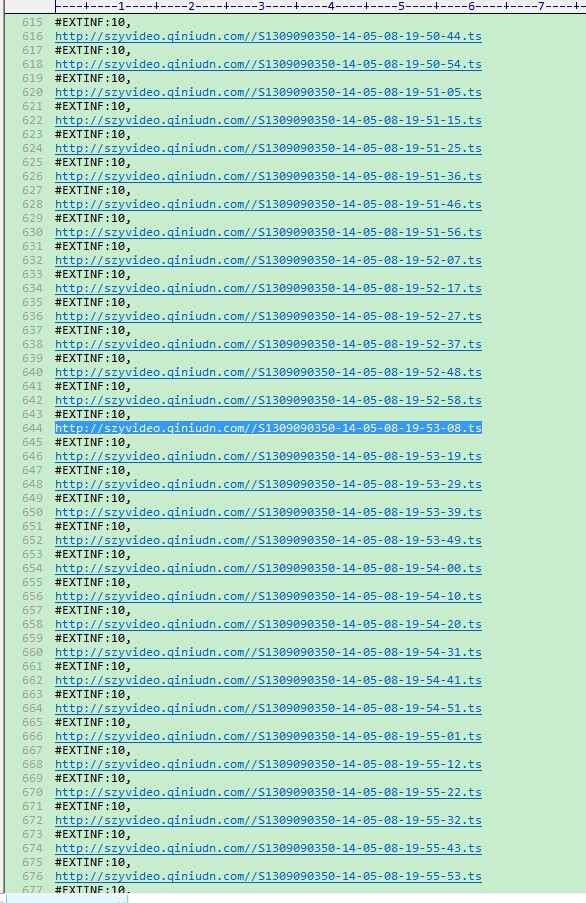 ----+----1----+----2----+----3----+----4----+----5----+----6----+----7----+
615 #EXTINF:10,
616 http://szyvideo.qiniudn.com//S1309090350-14-05-08-19-50-44.ts
617 #EXTINF:10,
618 http://szyvideo.qiniudn.com//S1309090350-14-05-08-19-50-54.ts
619 #EXTINF:10,
620 http://szyvideo.qiniudn.com//S1309090350-14-05-08-19-51-05.ts
621 #EXTINF:10,
622 http://szyvideo.qiniudn.com//S1309090350-14-05-08-19-51-15.ts
623 #EXTINF:10,
624 http://szyvideo.qiniudn.com//S1309090350-14-05-08-19-51-25.ts
625 #EXTINF:10,
626 http://szyvideo.qiniudn.com//S1309090350-14-05-08-19-51-36.ts
627 #EXTINF:10,
628 http://szyvideo.qiniudn.com//S1309090350-14-05-08-19-51-46.ts
629 #EXTINF:10,
630 http://szyvideo.qiniudn.com//S1309090350-14-05-08-19-51-56.ts
631 #EXTINF:10,
632 http://szyvideo.qiniudn.com//S1309090350-14-05-08-19-52-07.ts
633 #EXTINF:10,
634 http://szyvideo.qiniudn.com//S1309090350-14-05-08-19-52-17.ts
635 #EXTINF:10,
636 http://szyvideo.qiniudn.com//S1309090350-14-05-08-19-52-27.ts
637 #EXTINF:10,
638 http://szyvideo.qiniudn.com//S1309090350-14-05-08-19-52-37.ts
639 #EXTINF:10,
640 http://szyvideo.qiniudn.com//S1309090350-14-05-08-19-52-48.ts
641 #EXTINF:10,
642 http://szyvideo.qiniudn.com//S1309090350-14-05-08-19-52-58.ts
643 #EXTINF:10,
644 http://szyvideo.qiniudn.com//S1309090350-14-05-08-19-53-08.ts
645 #EXTINF:10,
646 http://szyvideo.qiniudn.com//S1309090350-14-05-08-19-53-19.ts
647 #EXTINF:10,
648 http://szyvideo.qiniudn.com//S1309090350-14-05-08-19-53-29.ts
649 #EXTINF:10,
650 http://szyvideo.qiniudn.com//S1309090350-14-05-08-19-53-39.ts
651 #EXTINF:10,
652 http://szyvideo.qiniudn.com//S1309090350-14-05-08-19-53-49.ts
653 #EXTINF:10,
654 http://szyvideo.qiniudn.com//S1309090350-14-05-08-19-54-00.ts
655 #EXTINF:10,
656 http://szyvideo.qiniudn.com//S1309090350-14-05-08-19-54-10.ts
657 #EXTINF:10,
658 http://szyvideo.qiniudn.com//S1309090350-14-05-08-19-54-20.ts
659 #EXTINF:10,
660 http://szyvideo.qiniudn.com//S1309090350-14-05-08-19-54-31.ts
661 #EXTINF:10,
662 http://szyvideo.qiniudn.com//S1309090350-14-05-08-19-54-41.ts
663 #EXTINF:10,
664 http://szyvideo.qiniudn.com//S1309090350-14-05-08-19-54-51.ts
665 #EXTINF:10,
666 http://szyvideo.qiniudn.com//S1309090350-14-05-08-19-55-01.ts
667 #EXTINF:10,
668 http://szyvideo.qiniudn.com//S1309090350-14-05-08-19-55-12.ts
669 #EXTINF:10,
670 http://szyvideo.qiniudn.com//S1309090350-14-05-08-19-55-22.ts
671 #EXTINF:10,
672 http://szyvideo.qiniudn.com//S1309090350-14-05-08-19-55-32.ts
673 #EXTINF:10,
674 http://szyvideo.qiniudn.com//S1309090350-14-05-08-19-55-43.ts
675 #EXTINF:10,
676 http://szyvideo.qiniudn.com//S1309090350-14-05-08-19-55-53.ts
677 #EXTINF:10,